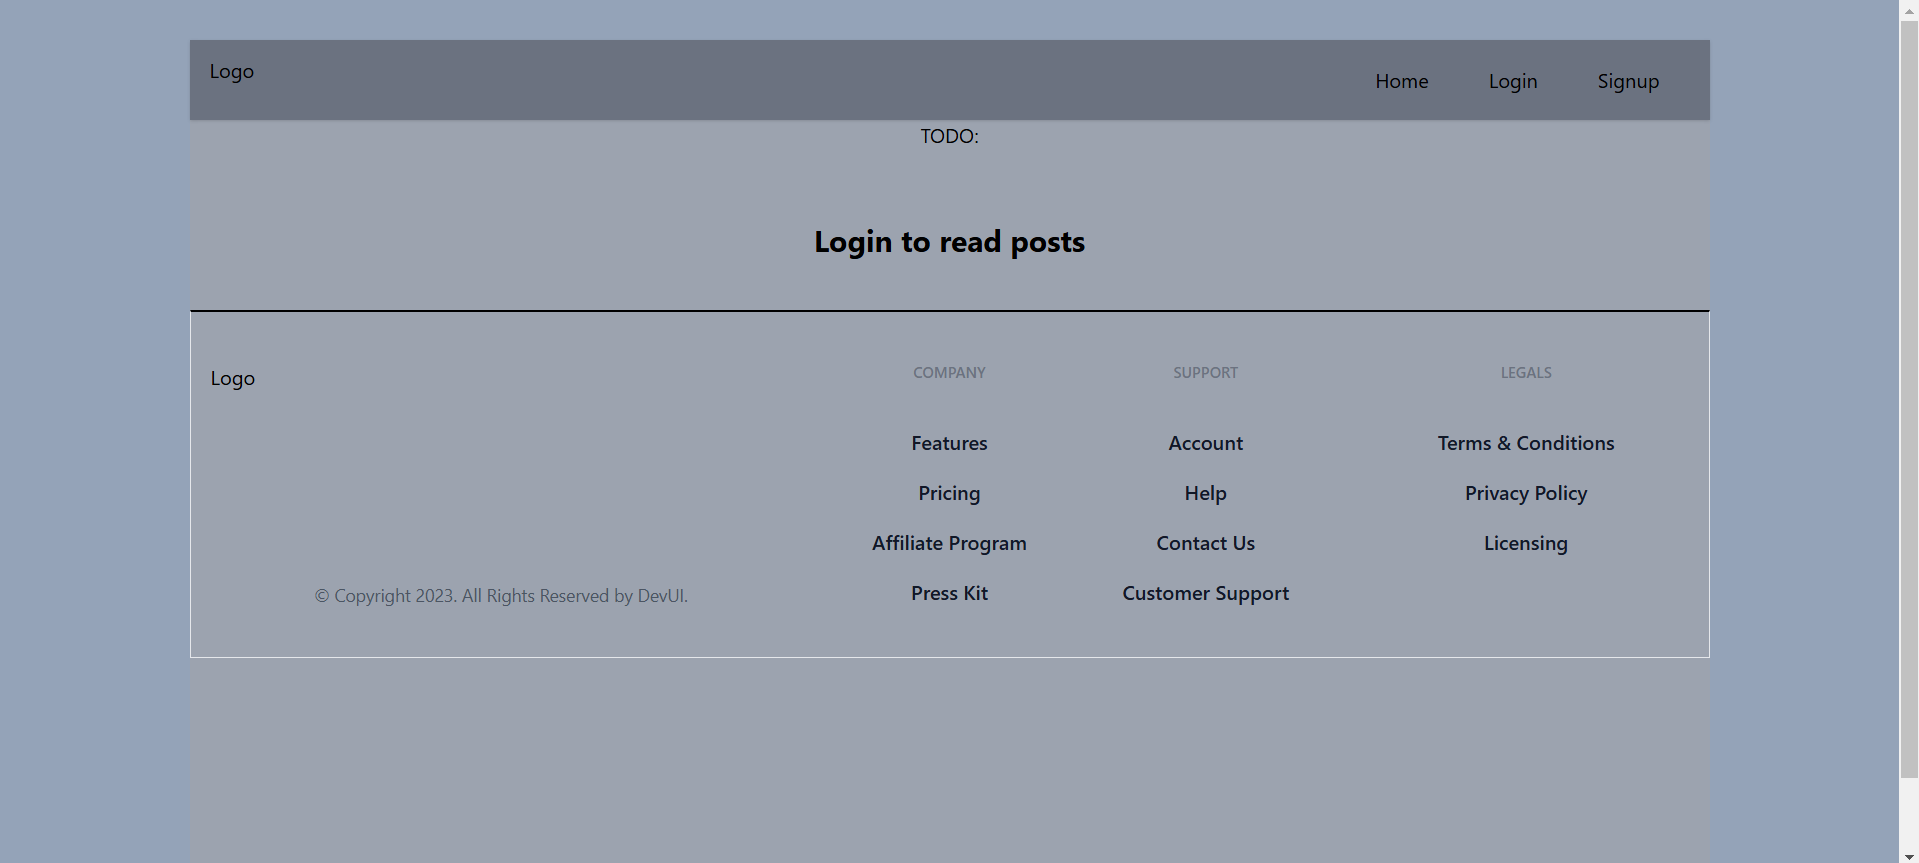 Logo
Home Login Signup
TODO:
Login to read posts
Logo
COMPANY
Features
Pricing
Affiliate Program
Press Kit
SUPPORT
Account
Help
Contact Us
Customer Support
LEGALS
Terms & Conditions
Privacy Policy
Licensing
© Copyright 2023. All Rights Reserved by DevUI.